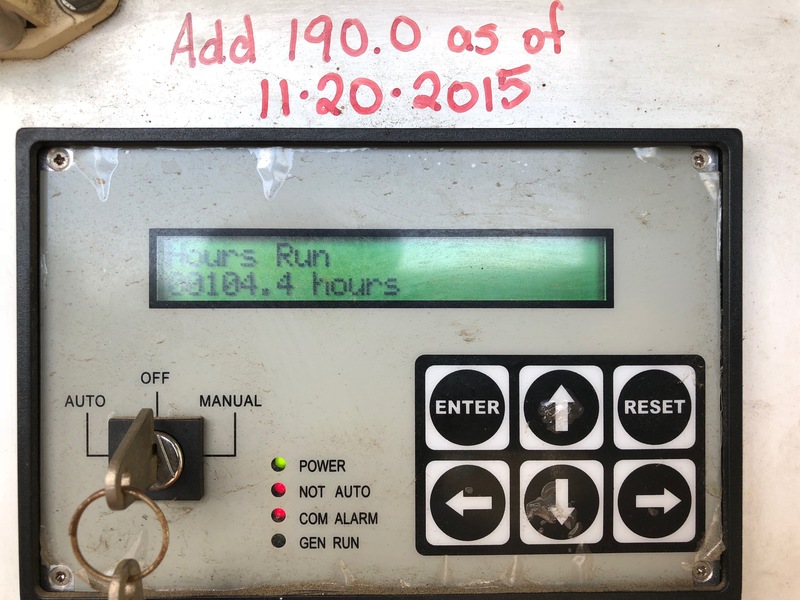 Add 190.0 as of
11·20·2015
Hours Run
00104.4 hours
OFF
AUTO
MANUAL
ENTER
RESET
POWER
NOT AUTO
COM ALARM
GEN RUN